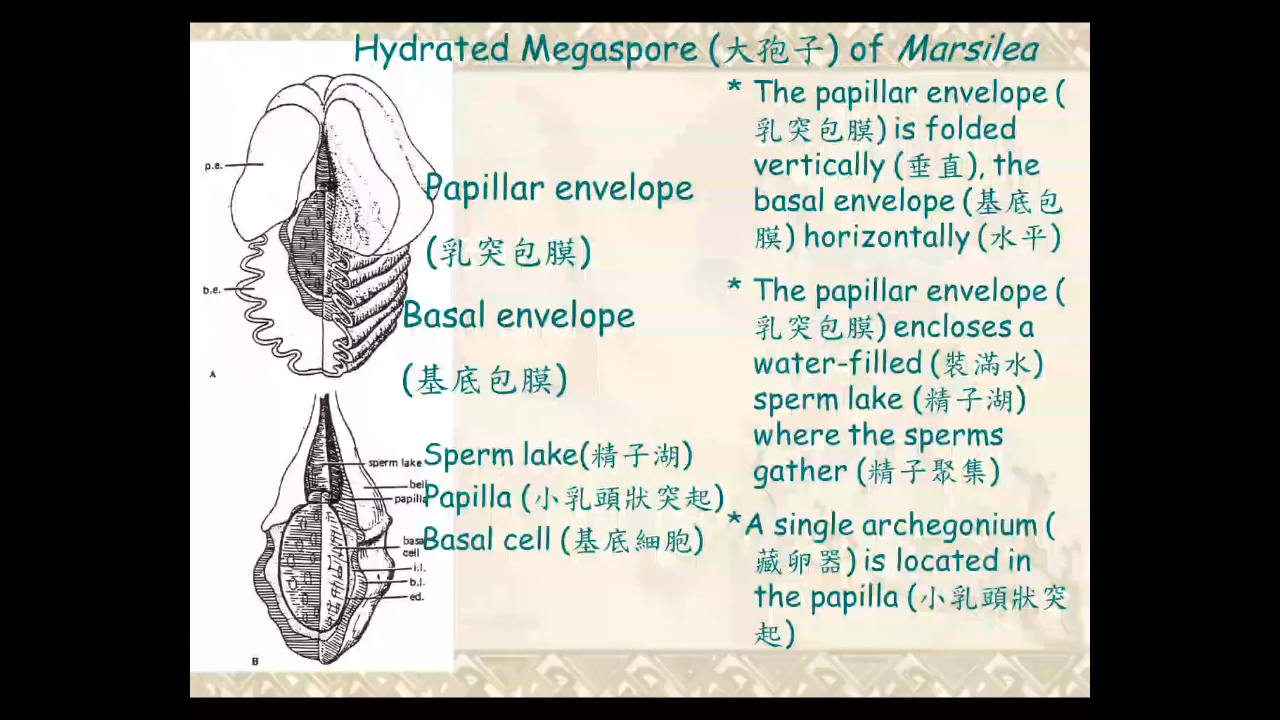 Hydrated Megaspore (大孢子) of Marsilea
p.e.
b.e.
A
Papillar envelope
(乳突包膜)
Basal envelope
(基底包膜)
sperm lake
bell
papilla
basal
cell
i.l.
b.l.
ed.
B
Sperm lake(精子湖)
Papilla (小乳頭狀突起)
Basal cell (基底細胞)
* The papillar envelope (
乳突包膜) is folded
vertically (垂直), the
basal envelope (基底包
膜) horizontally (水平)
* The papillar envelope (
乳突包膜) encloses a
water-filled (裝滿水)
sperm lake (精子湖)
where the sperms
gather (精子聚集)
*A single archegonium (
藏卵器) is located in
the papilla (小乳頭狀突
起)